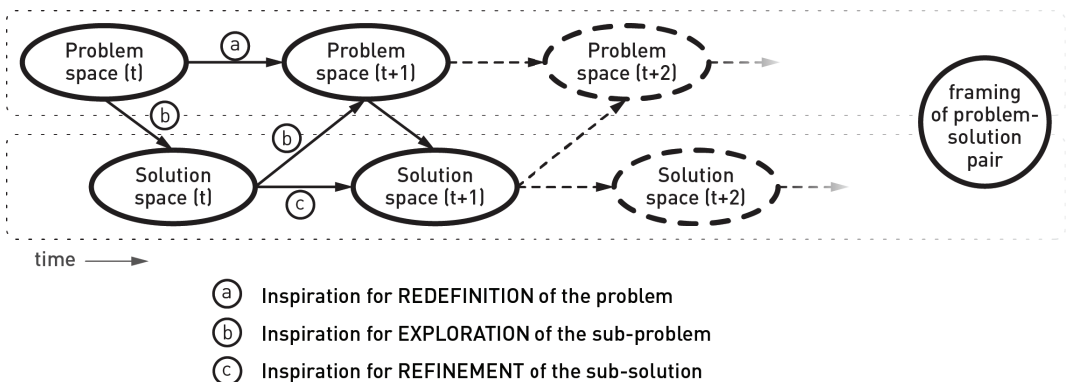 Problem
space (t)
a
Problem
space (t+1)
Problem
space (t+2)
b
b
framing
of problem-
solution
pair
Solution
space (t)
c
Solution
space (t+1)
Solution
space (t+2)
time
a Inspiration for REDEFINITION of the problem
b Inspiration for EXPLORATION of the sub-problem
c Inspiration for REFINEMENT of the sub-solution